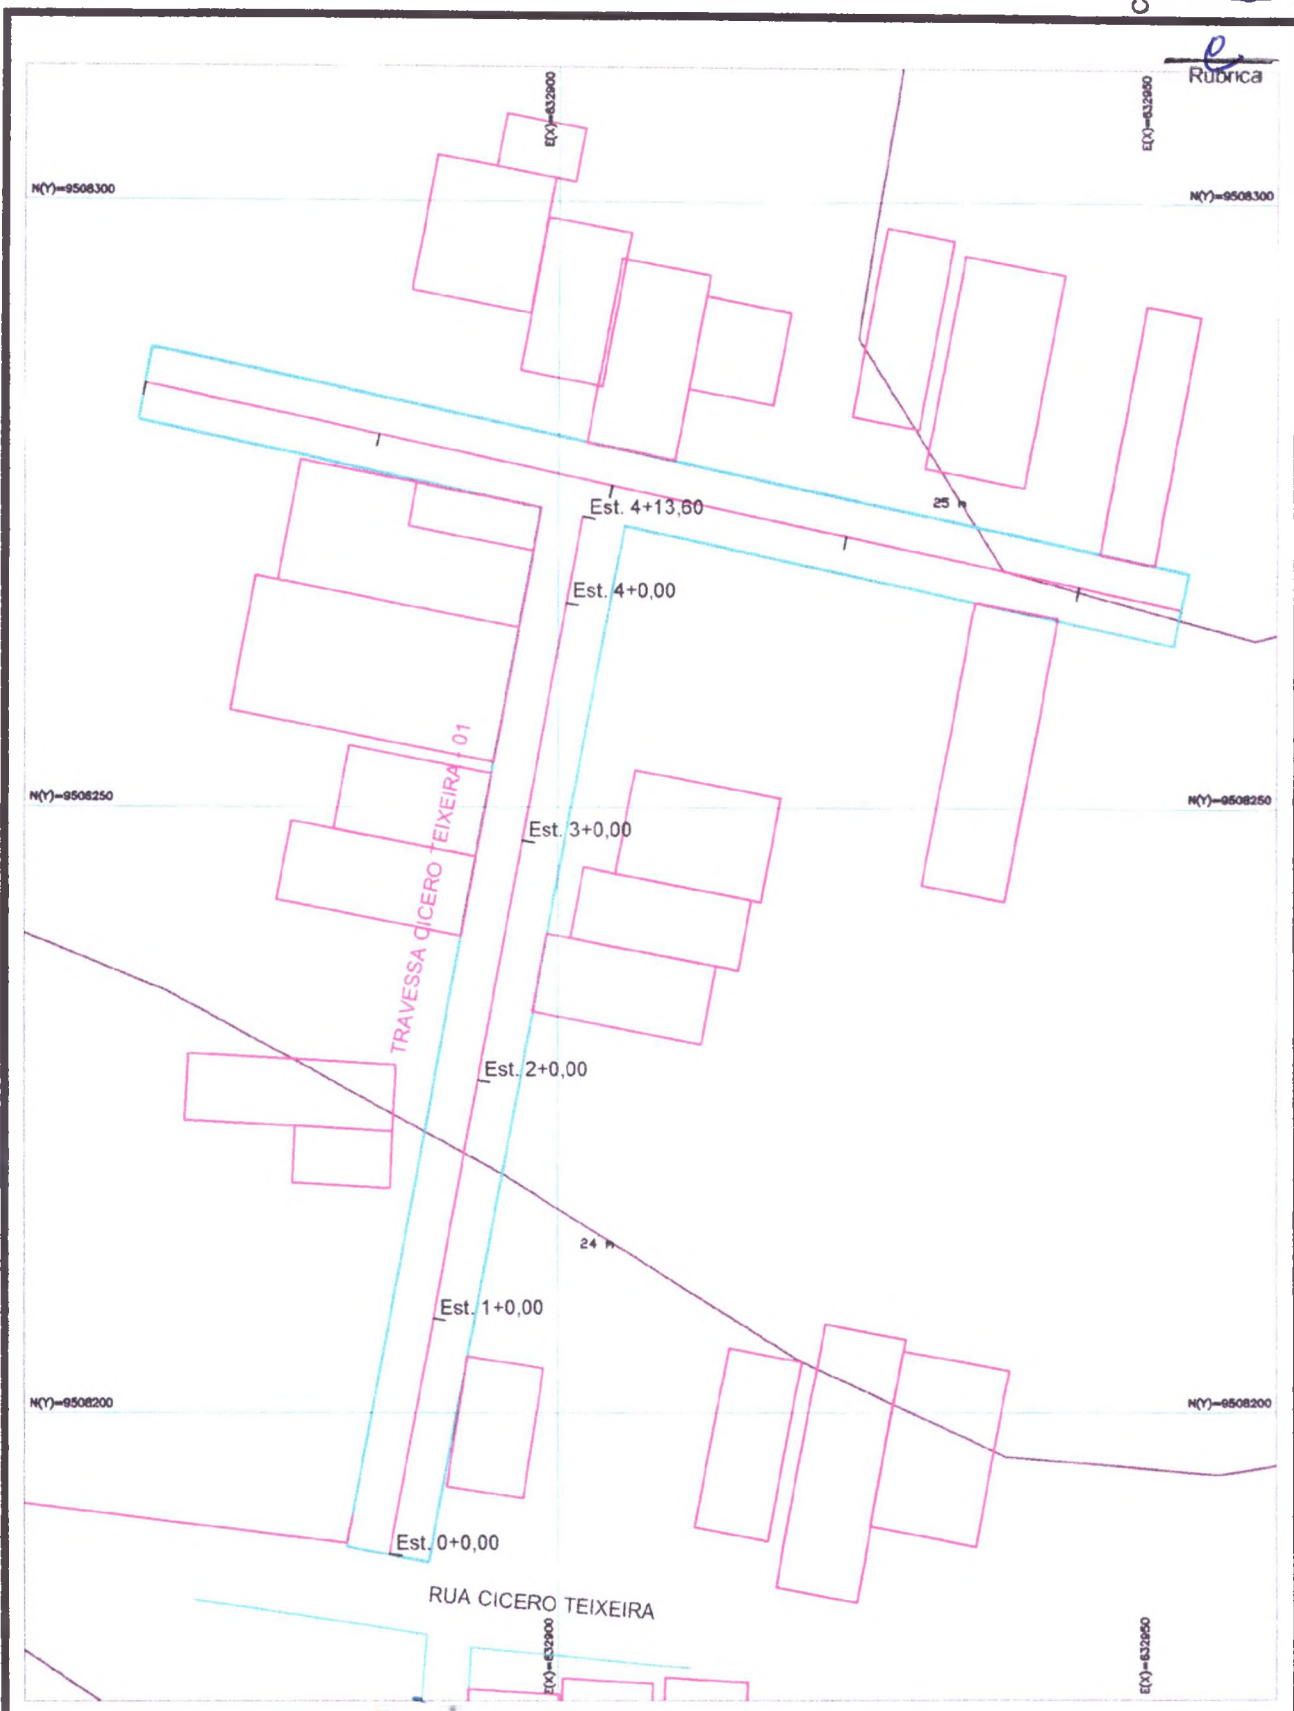 Rubrica
E(X)=632900
E(X)=632950
N(Y)=9508300
N(Y)=9508300
Est. 4+13,60
25 m
Est. 4+0,00
TRAVESSA CICERO TEIXEIRA - 01
N(Y)=9508250
N(Y)=9508250
Est. 3+0,00
Est. 2+0,00
24 m
Est. 1+0,00
N(Y)=9508200
N(Y)=9508200
Est. 0+0,00
RUA CICERO TEIXEIRA
E(X)=632900
E(X)=632950